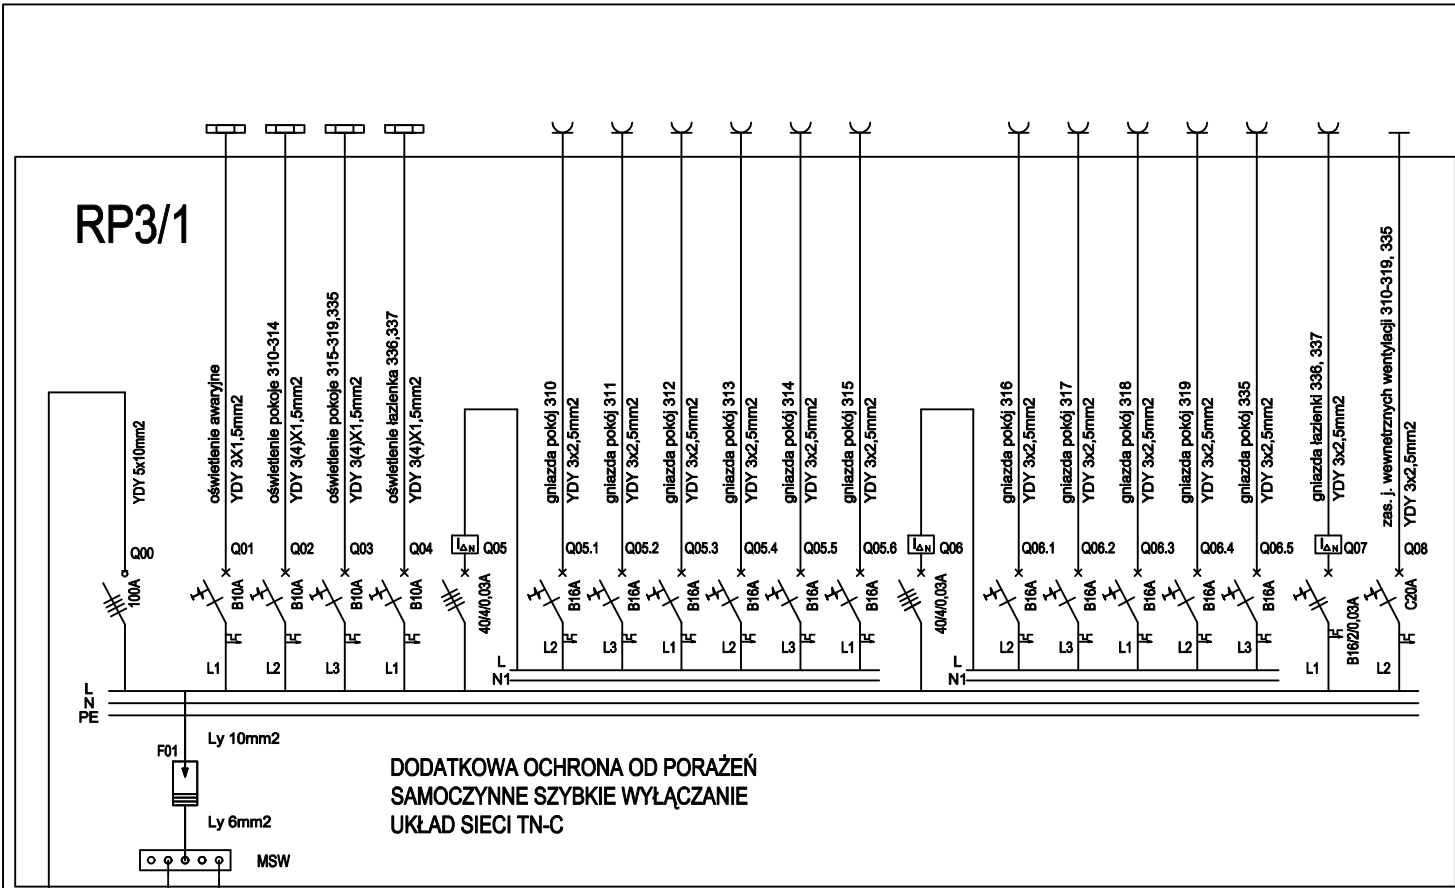 RP3/1
YDY 5x10mm2
Q00
100A
oświetlenie awaryjne
YDY 3X1,5mm2
Q01
B10A
L1
oświetlenie pokoje 310-314
YDY 3(4)X1,5mm2
Q02
B10A
L2
oświetlenie pokoje 315-319,335
YDY 3(4)X1,5mm2
Q03
B10A
L3
oświetlenie łazienka 336,337
YDY 3(4)X1,5mm2
Q04
B10A
L1
I∆N
Q05
40/4/0,03A
gniazda pokój 310
YDY 3x2,5mm2
Q05.1
B16A
L2
gniazda pokój 311
YDY 3x2,5mm2
Q05.2
B16A
L3
gniazda pokój 312
YDY 3x2,5mm2
Q05.3
B16A
L1
gniazda pokój 313
YDY 3x2,5mm2
Q05.4
B16A
L2
gniazda pokój 314
YDY 3x2,5mm2
Q05.5
B16A
L3
gniazda pokój 315
YDY 3x2,5mm2
Q05.6
B16A
L1
L
N1
I∆N
Q06
40/4/0,03A
gniazda pokój 316
YDY 3x2,5mm2
Q06.1
B16A
L2
gniazda pokój 317
YDY 3x2,5mm2
Q06.2
B16A
L3
gniazda pokój 318
YDY 3x2,5mm2
Q06.3
B16A
L1
gniazda pokój 319
YDY 3x2,5mm2
Q06.4
B16A
L2
gniazda pokój 335
YDY 3x2,5mm2
Q06.5
B16A
L3
L
N1
gniazda łazienki 336, 337
YDY 3x2,5mm2
I∆N
Q07
B16/2/0,03A
L1
zas. j. wewnetrznych wentylacji 310-319, 335
YDY 3x2,5mm2
Q08
C20A
L2
L
N
PE
Ly 10mm2
F01
Ly 6mm2
MSW
DODATKOWA OCHRONA OD PORAŻEŃ
SAMOCZYNNE SZYBKIE WYŁĄCZANIE
UKŁAD SIECI TN-C